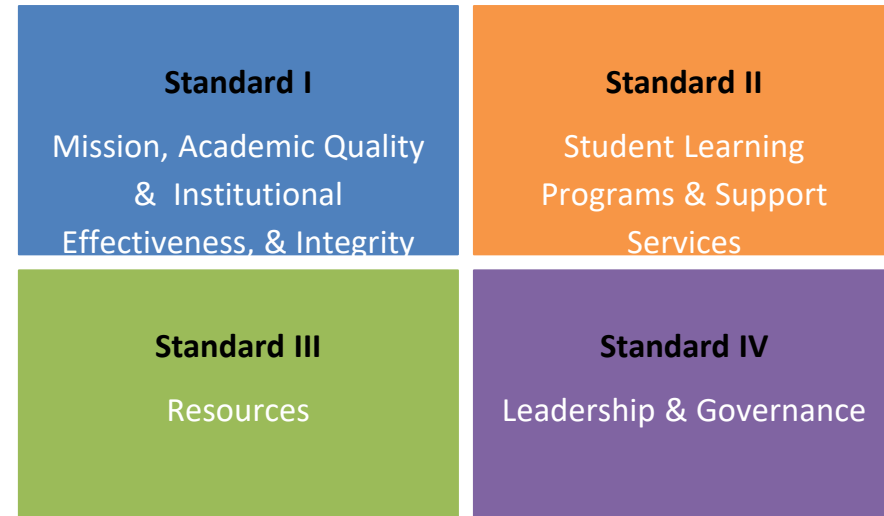 Standard I
Mission, Academic Quality
& Institutional
Effectiveness, & Integrity
Standard II
Student Learning
Programs & Support
Services
Standard III
Resources
Standard IV
Leadership & Governance